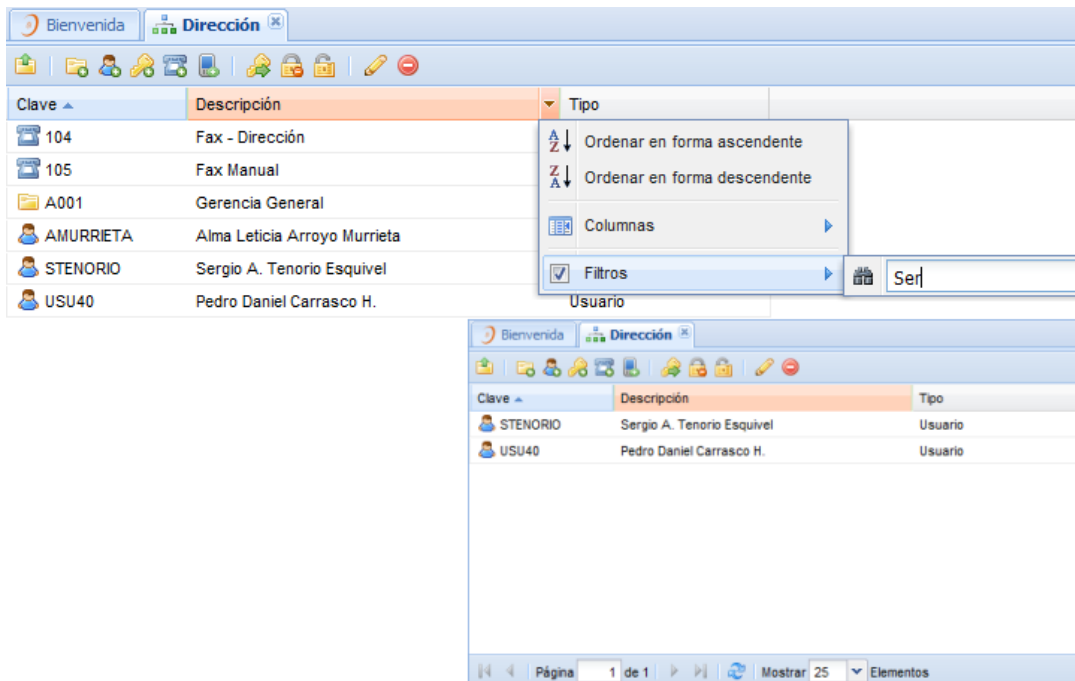 Bienvenida Dirección
Clave Descripción Tipo
104 Fax - Dirección
105 Fax Manual
A001 Gerencia General
AMURRIETA Alma Leticia Arroyo Murrieta
STENORIO Sergio A. Tenorio Esquivel
USU40 Pedro Daniel Carrasco H. Usuario
Ordenar en forma ascendente
Ordenar en forma descendente
Columnas
Filtros Ser
Bienvenida Dirección
Clave Descripción Tipo
STENORIO Sergio A. Tenorio Esquivel Usuario
USU40 Pedro Daniel Carrasco H. Usuario
Página 1 de 1 Mostrar 25 Elementos